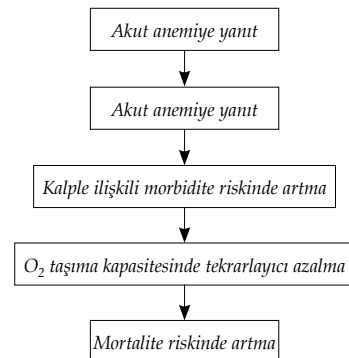 Akut anemiye yanıt
Akut anemiye yanıt
Kalple ilişkili morbidite riskinde artma
O₂ taşıma kapasitesinde tekrarlayıcı azalma
Mortalite riskinde artma